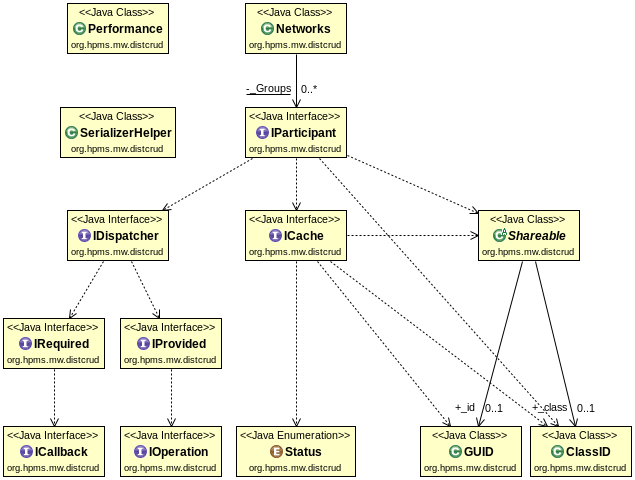 <<Java Class>>
Performance
org.hpms.mw.distcrud
<<Java Class>>
Networks
org.hpms.mw.distcrud
-_Groups
0..*
<<Java Class>>
SerializerHelper
org.hpms.mw.distcrud
<<Java Interface>>
IParticipant
org.hpms.mw.distcrud
<<Java Interface>>
IDispatcher
org.hpms.mw.distcrud
<<Java Interface>>
ICache
org.hpms.mw.distcrud
<<Java Class>>
Shareable
org.hpms.mw.distcrud
<<Java Interface>>
IRequired
org.hpms.mw.distcrud
<<Java Interface>>
IProvided
org.hpms.mw.distcrud
+_id
0..1
+_class
0..1
<<Java Interface>>
ICallback
org.hpms.mw.distcrud
<<Java Interface>>
IOperation
org.hpms.mw.distcrud
<<Java Enumeration>>
Status
org.hpms.mw.distcrud
<<Java Class>>
GUID
org.hpms.mw.distcrud
<<Java Class>>
ClassID
org.hpms.mw.distcrud